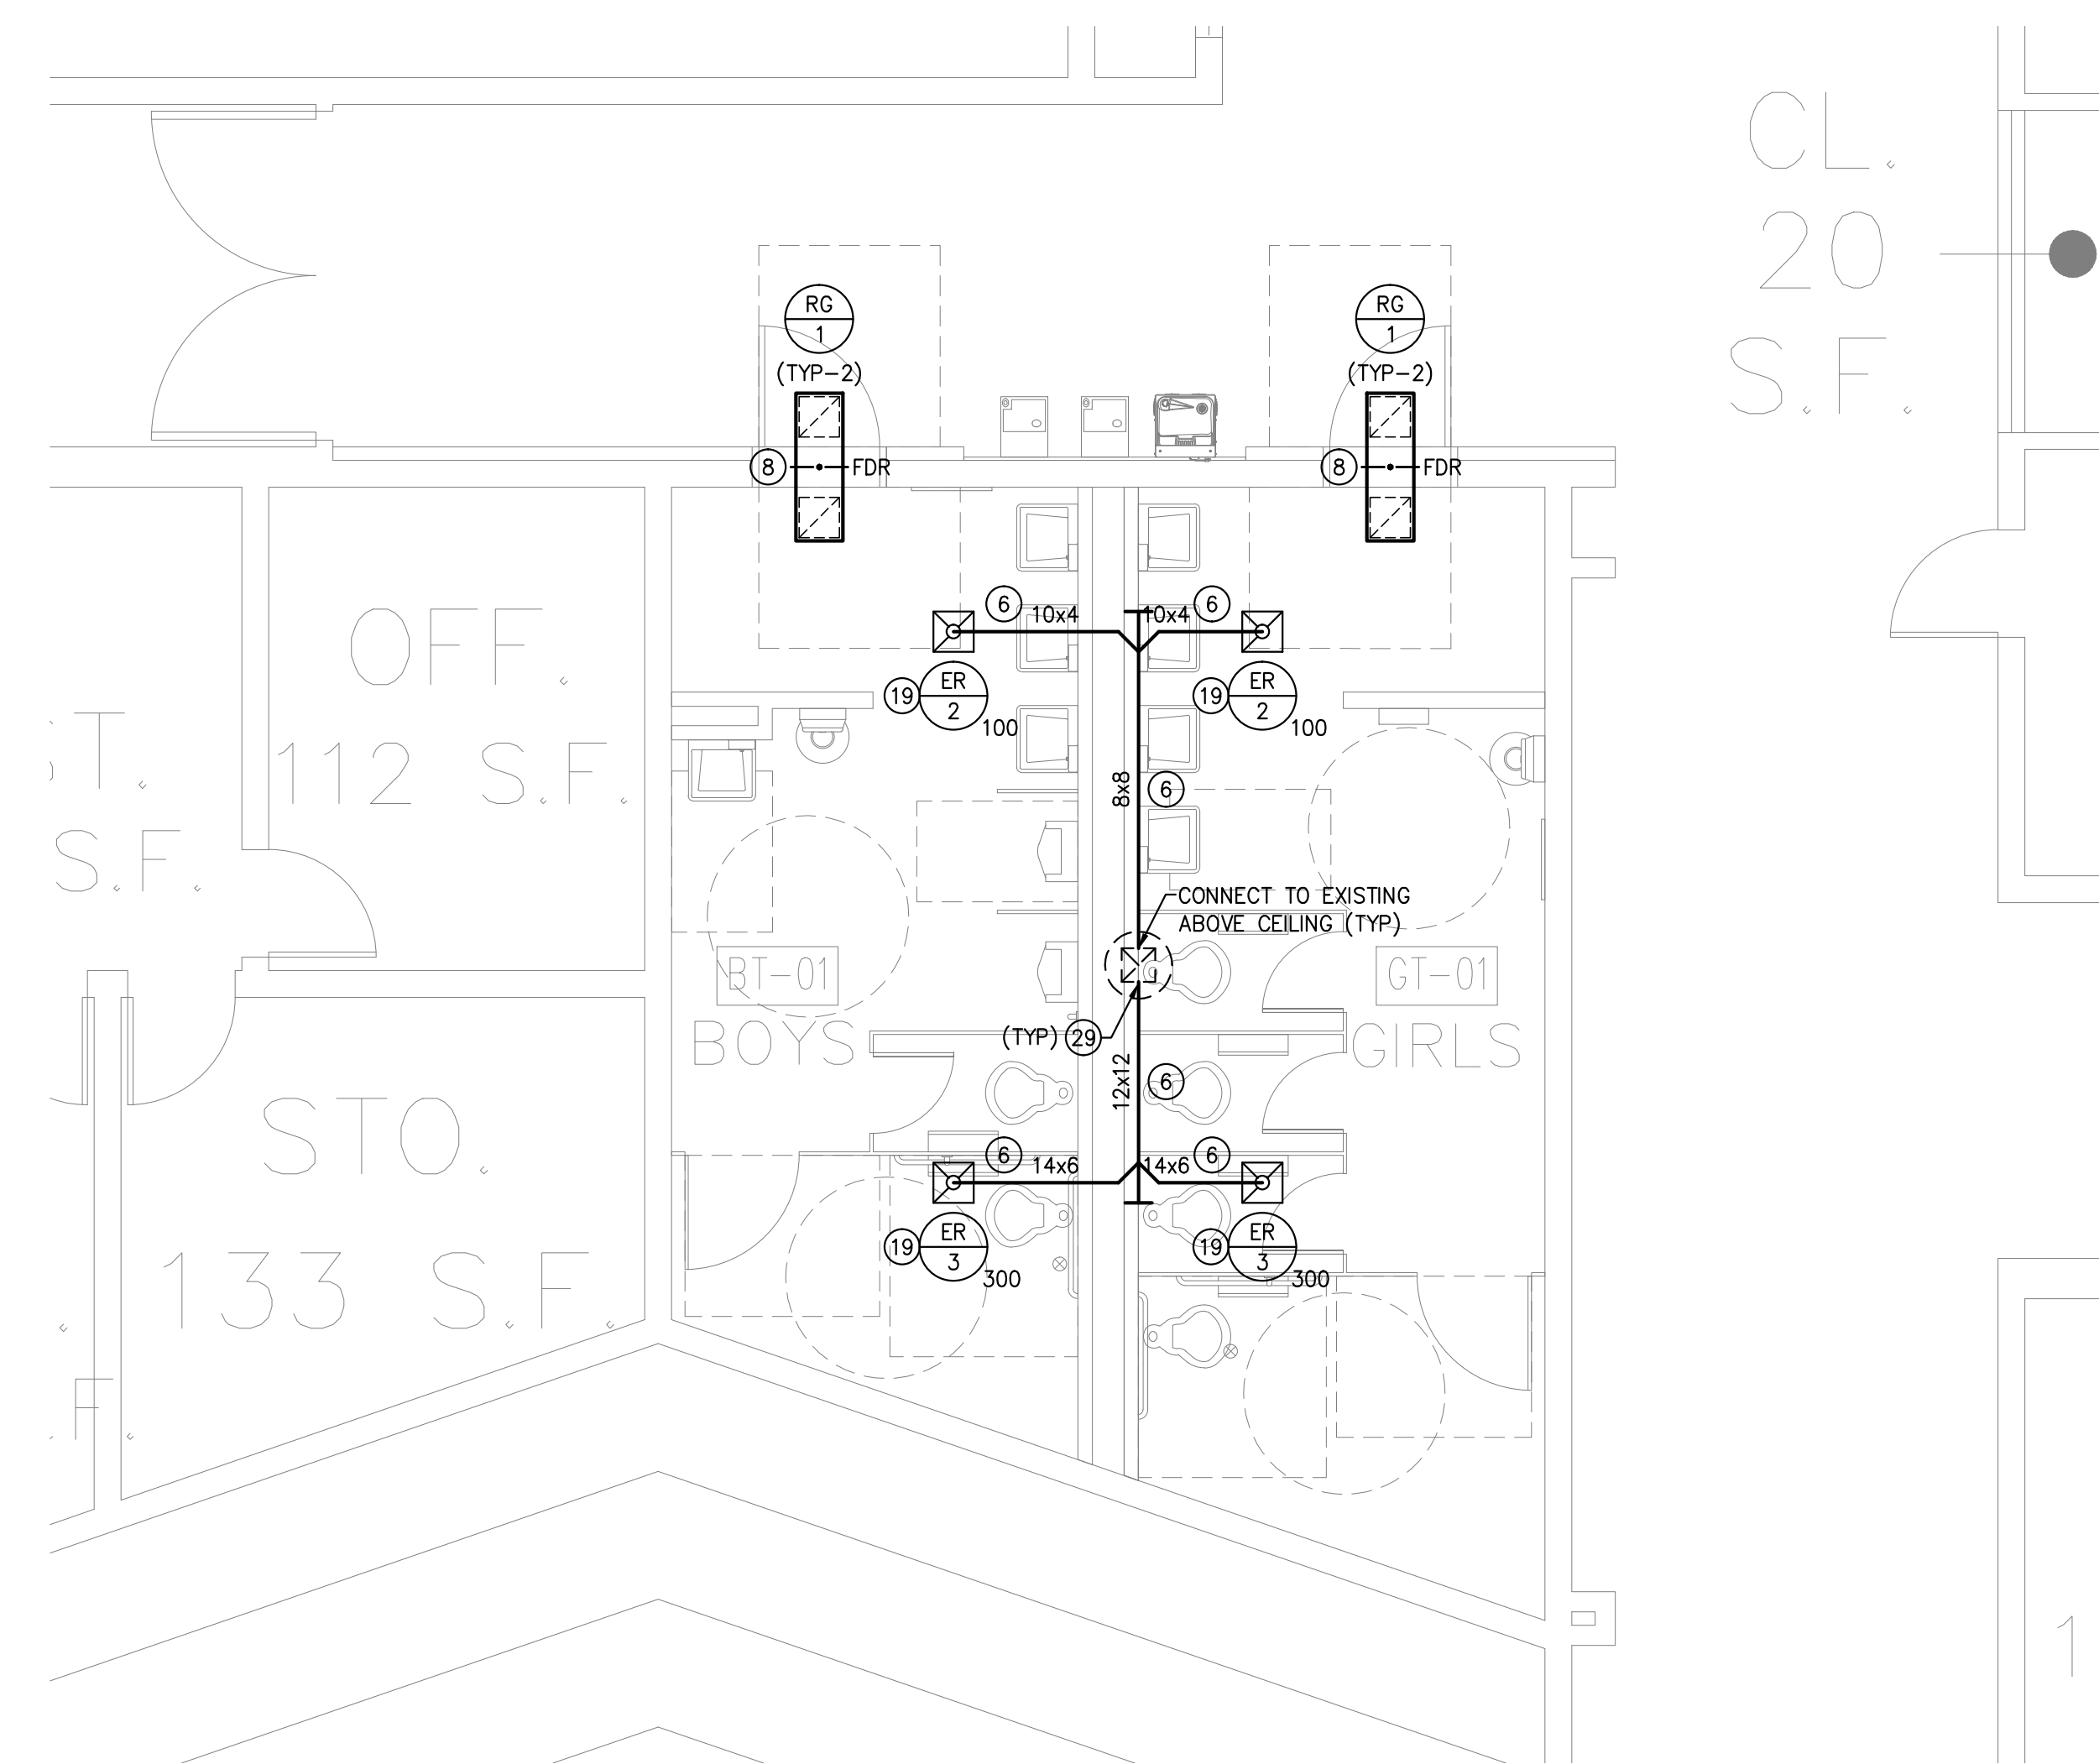 CL.
20
S.F.
RG
1
(TYP-2)
8
FDR
RG
1
(TYP-2)
8
FDR
OFF.
112 S.F.
T.
S.F.
6
10x4
10x4
6
19
ER
2
100
19
ER
2
100
8x8
6
CONNECT TO EXISTING
ABOVE CEILING (TYP)
BT-01
BOYS
GT-01
GIRLS
(TYP)
29
12x12
6
STO.
133 S.F.
F.
6
14x6
14x6
6
19
ER
3
300
19
ER
3
300
1